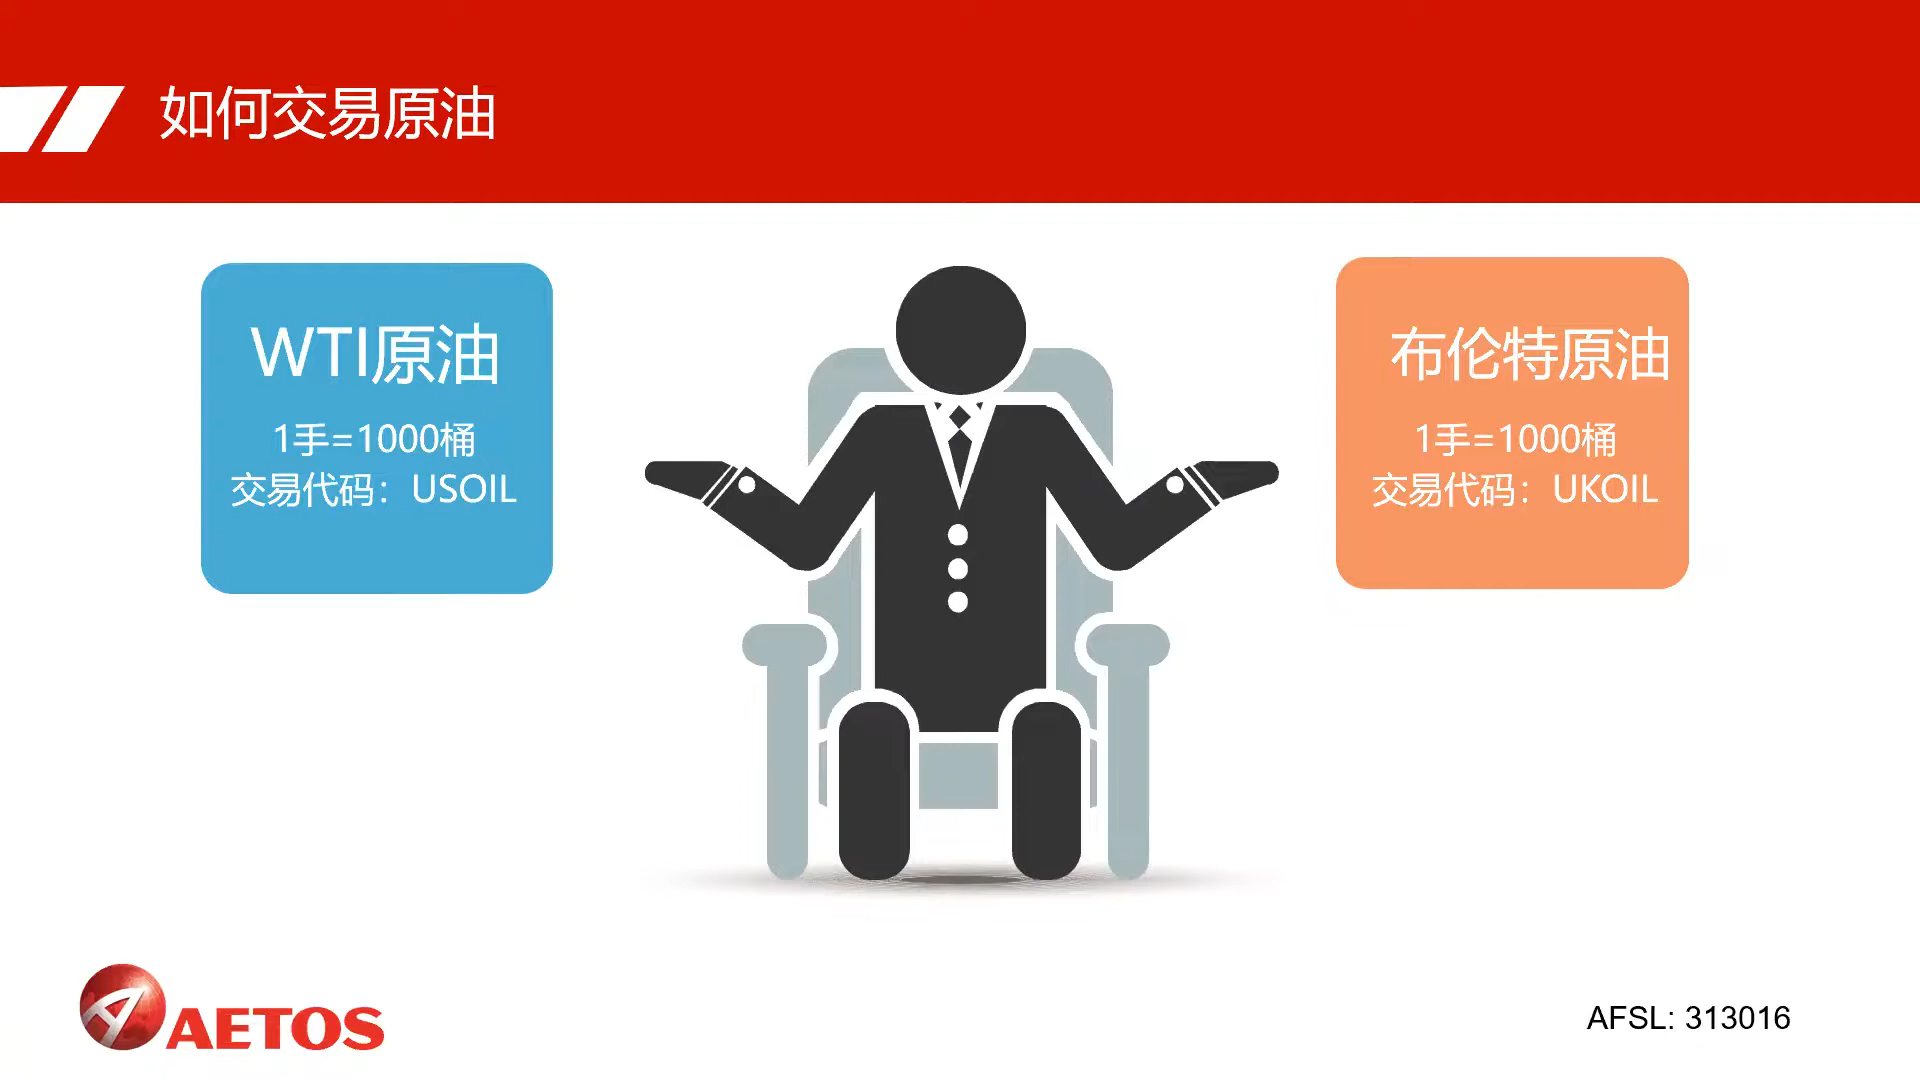 如何交易原油
WTI原油
1手=1000桶
交易代码：USOIL
布伦特原油
1手=1000桶
交易代码：UKOIL
AETOS
AFSL: 313016